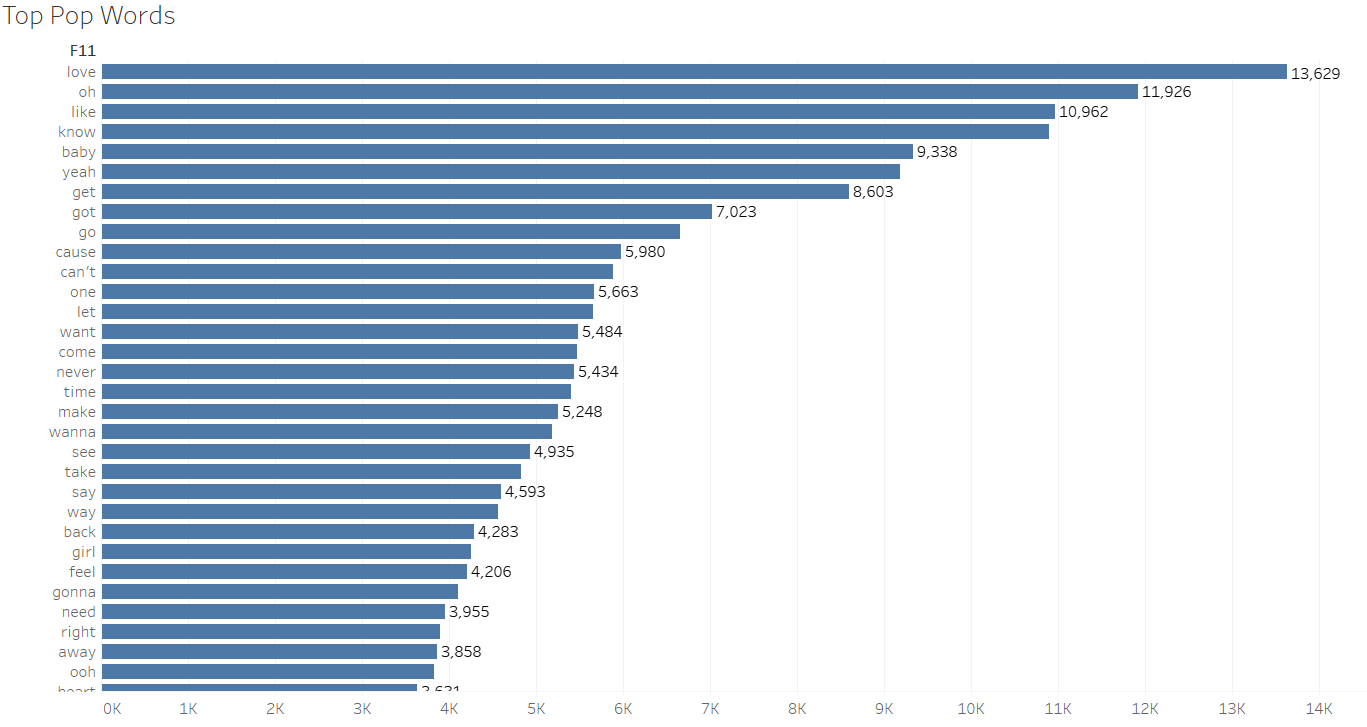 Top Pop Words
F11
love 13,629
oh 11,926
like 10,962
know
baby 9,338
yeah
get 8,603
got 7,023
go
cause 5,980
can't
one 5,663
let
want 5,484
come
never 5,434
time
make 5,248
wanna
see 4,935
take
say 4,593
way
back 4,283
girl
feel 4,206
gonna
need 3,955
right
away 3,858
ooh
heart
0K 1K 2K 3K 4K 5K 6K 7K 8K 9K 10K 11K 12K 13K 14K